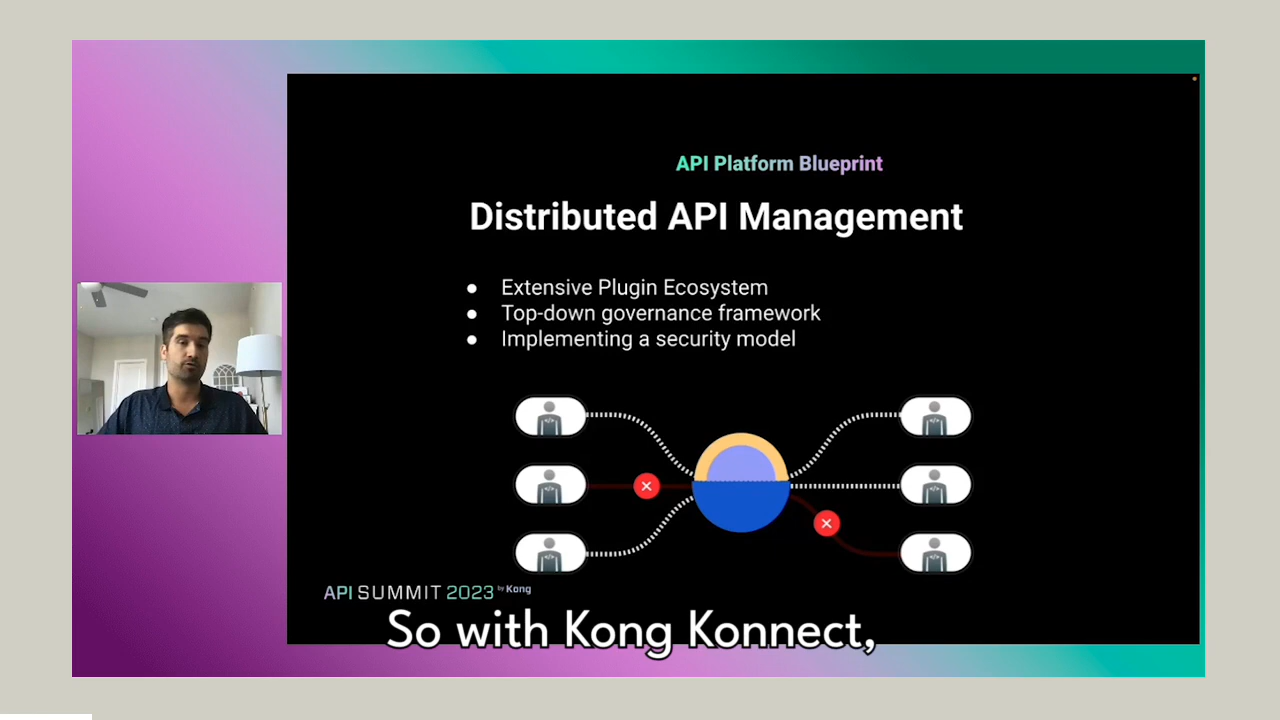 API Platform Blueprint
Distributed API Management
● Extensive Plugin Ecosystem
● Top-down governance framework
● Implementing a security model
API SUMMIT 2023 by Kong
So with Kong Konnect,